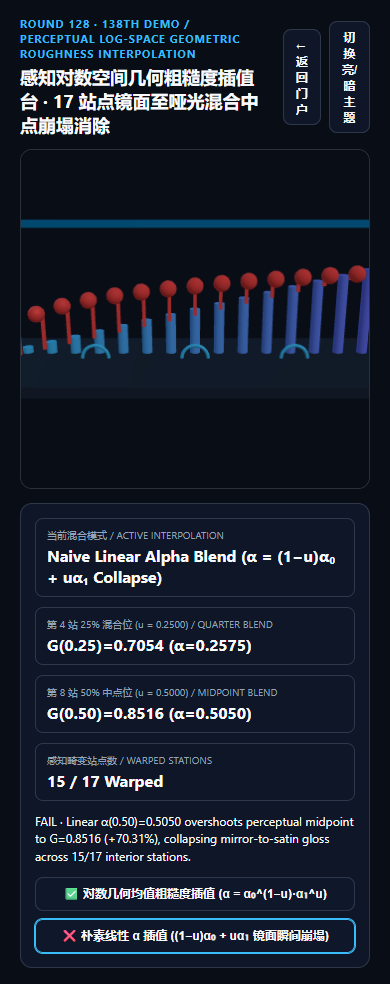 ROUND 128 · 138TH DEMO /
PERCEPTUAL LOG-SPACE GEOMETRIC
ROUGHNESS INTERPOLATION
感知对数空间几何粗糙度插值
台 · 17 站点镜面至哑光混合中
点崩塌消除
←
返
回
门
户
切
换
亮/
暗
主
题
当前混合模式 / ACTIVE INTERPOLATION
Naive Linear Alpha Blend (α = (1−u)α₀
+ uα₁ Collapse)
第 4 站 25% 混合位 (u = 0.2500) / QUARTER BLEND
G(0.25)=0.7054 (α=0.2575)
第 8 站 50% 中点位 (u = 0.5000) / MIDPOINT BLEND
G(0.50)=0.8516 (α=0.5050)
感知畸变站点数 / WARPED STATIONS
15 / 17 Warped
FAIL · Linear α(0.50)=0.5050 overshoots perceptual midpoint
to G=0.8516 (+70.31%), collapsing mirror-to-satin gloss
across 15/17 interior stations.
✅ 对数几何均值粗糙度插值 (α = α₀^(1−u)·α₁^u)
❌ 朴素线性 α 插值 ((1−u)α₀ + uα₁ 镜面瞬间崩塌)